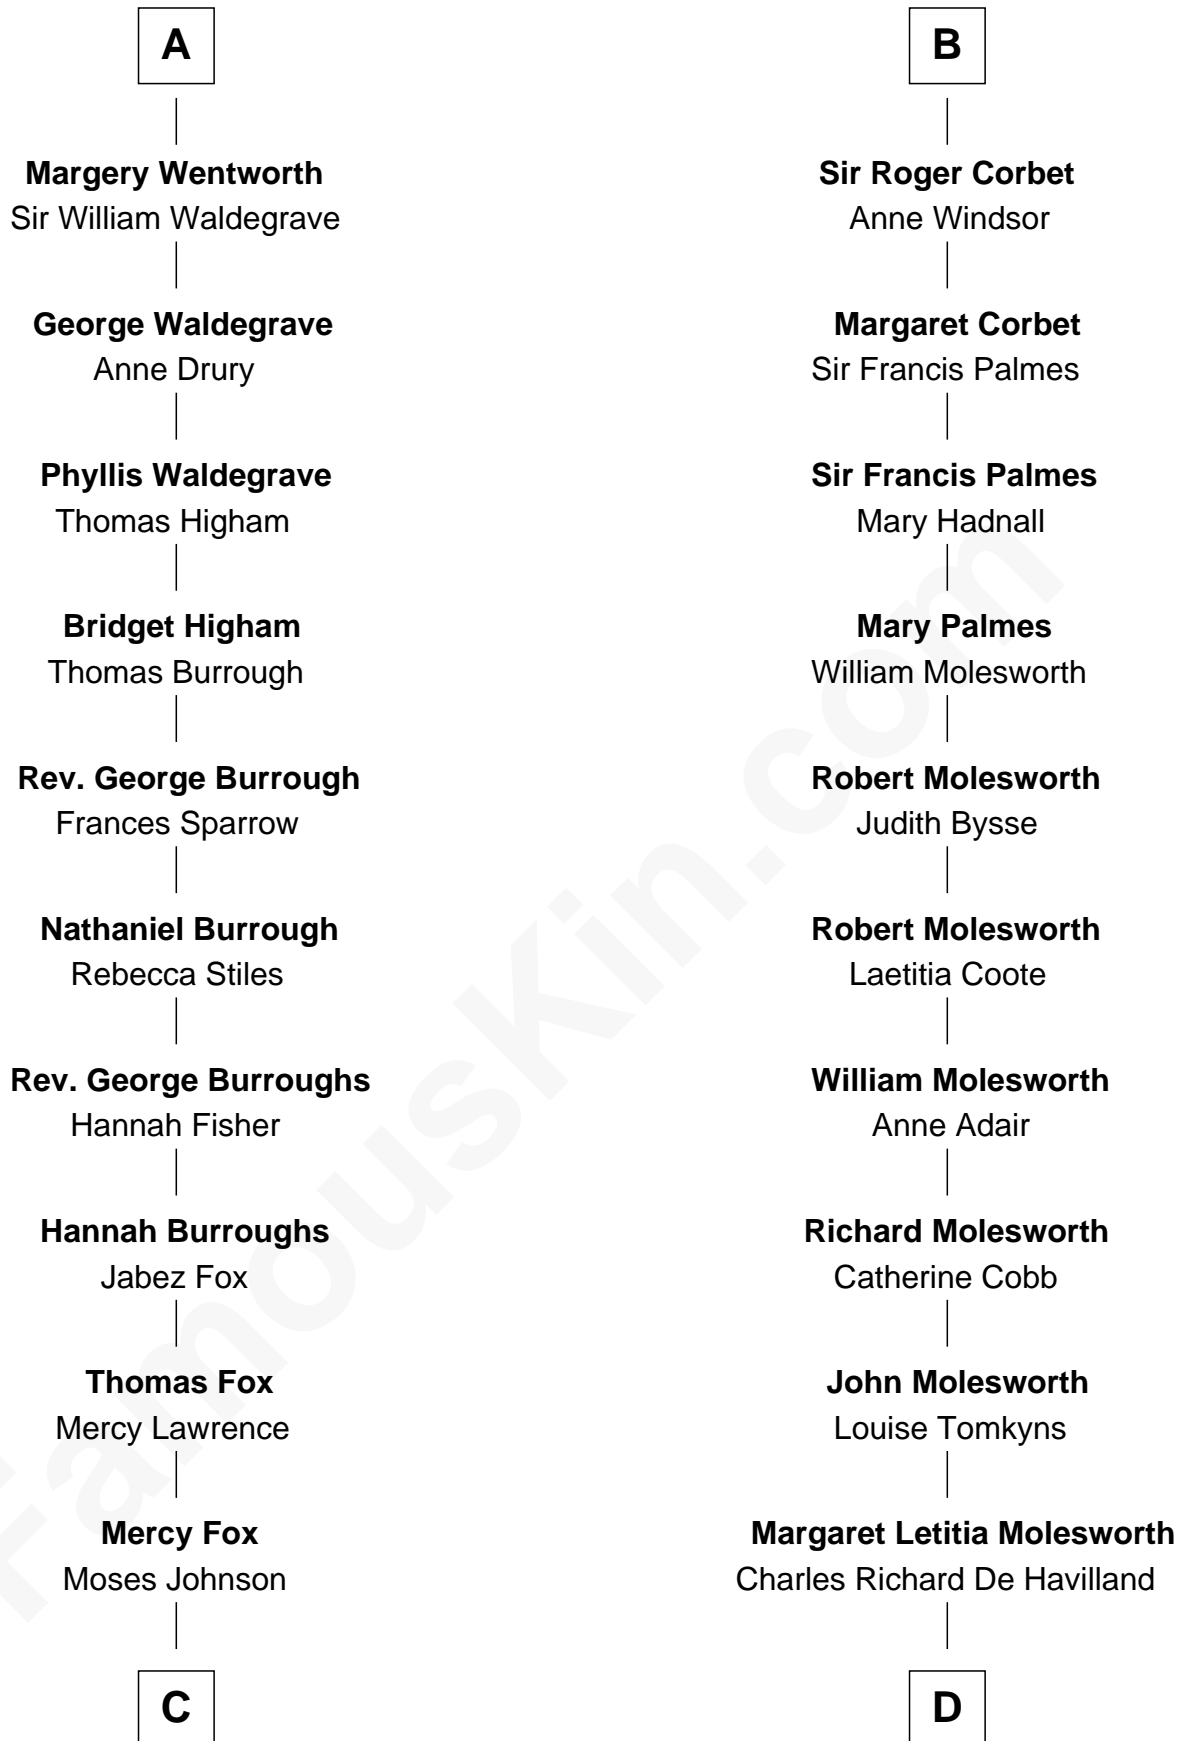 A
Margery Wentworth
Sir William Waldegrave
George Waldegrave
Anne Drury
Phyllis Waldegrave
Thomas Higham
Bridget Higham
Thomas Burrough
Rev. George Burrough
Frances Sparrow
Nathaniel Burrough
Rebecca Stiles
Rev. George Burroughs
Hannah Fisher
Hannah Burroughs
Jabez Fox
Thomas Fox
Mercy Lawrence
Mercy Fox
Moses Johnson
C
B
Sir Roger Corbet
Anne Windsor
Margaret Corbet
Sir Francis Palmes
Sir Francis Palmes
Mary Hadnall
Mary Palmes
William Molesworth
Robert Molesworth
Judith Bysse
Robert Molesworth
Laetitia Coote
William Molesworth
Anne Adair
Richard Molesworth
Catherine Cobb
John Molesworth
Louise Tomkyns
Margaret Letitia Molesworth
Charles Richard De Havilland
D
FamousKin.com